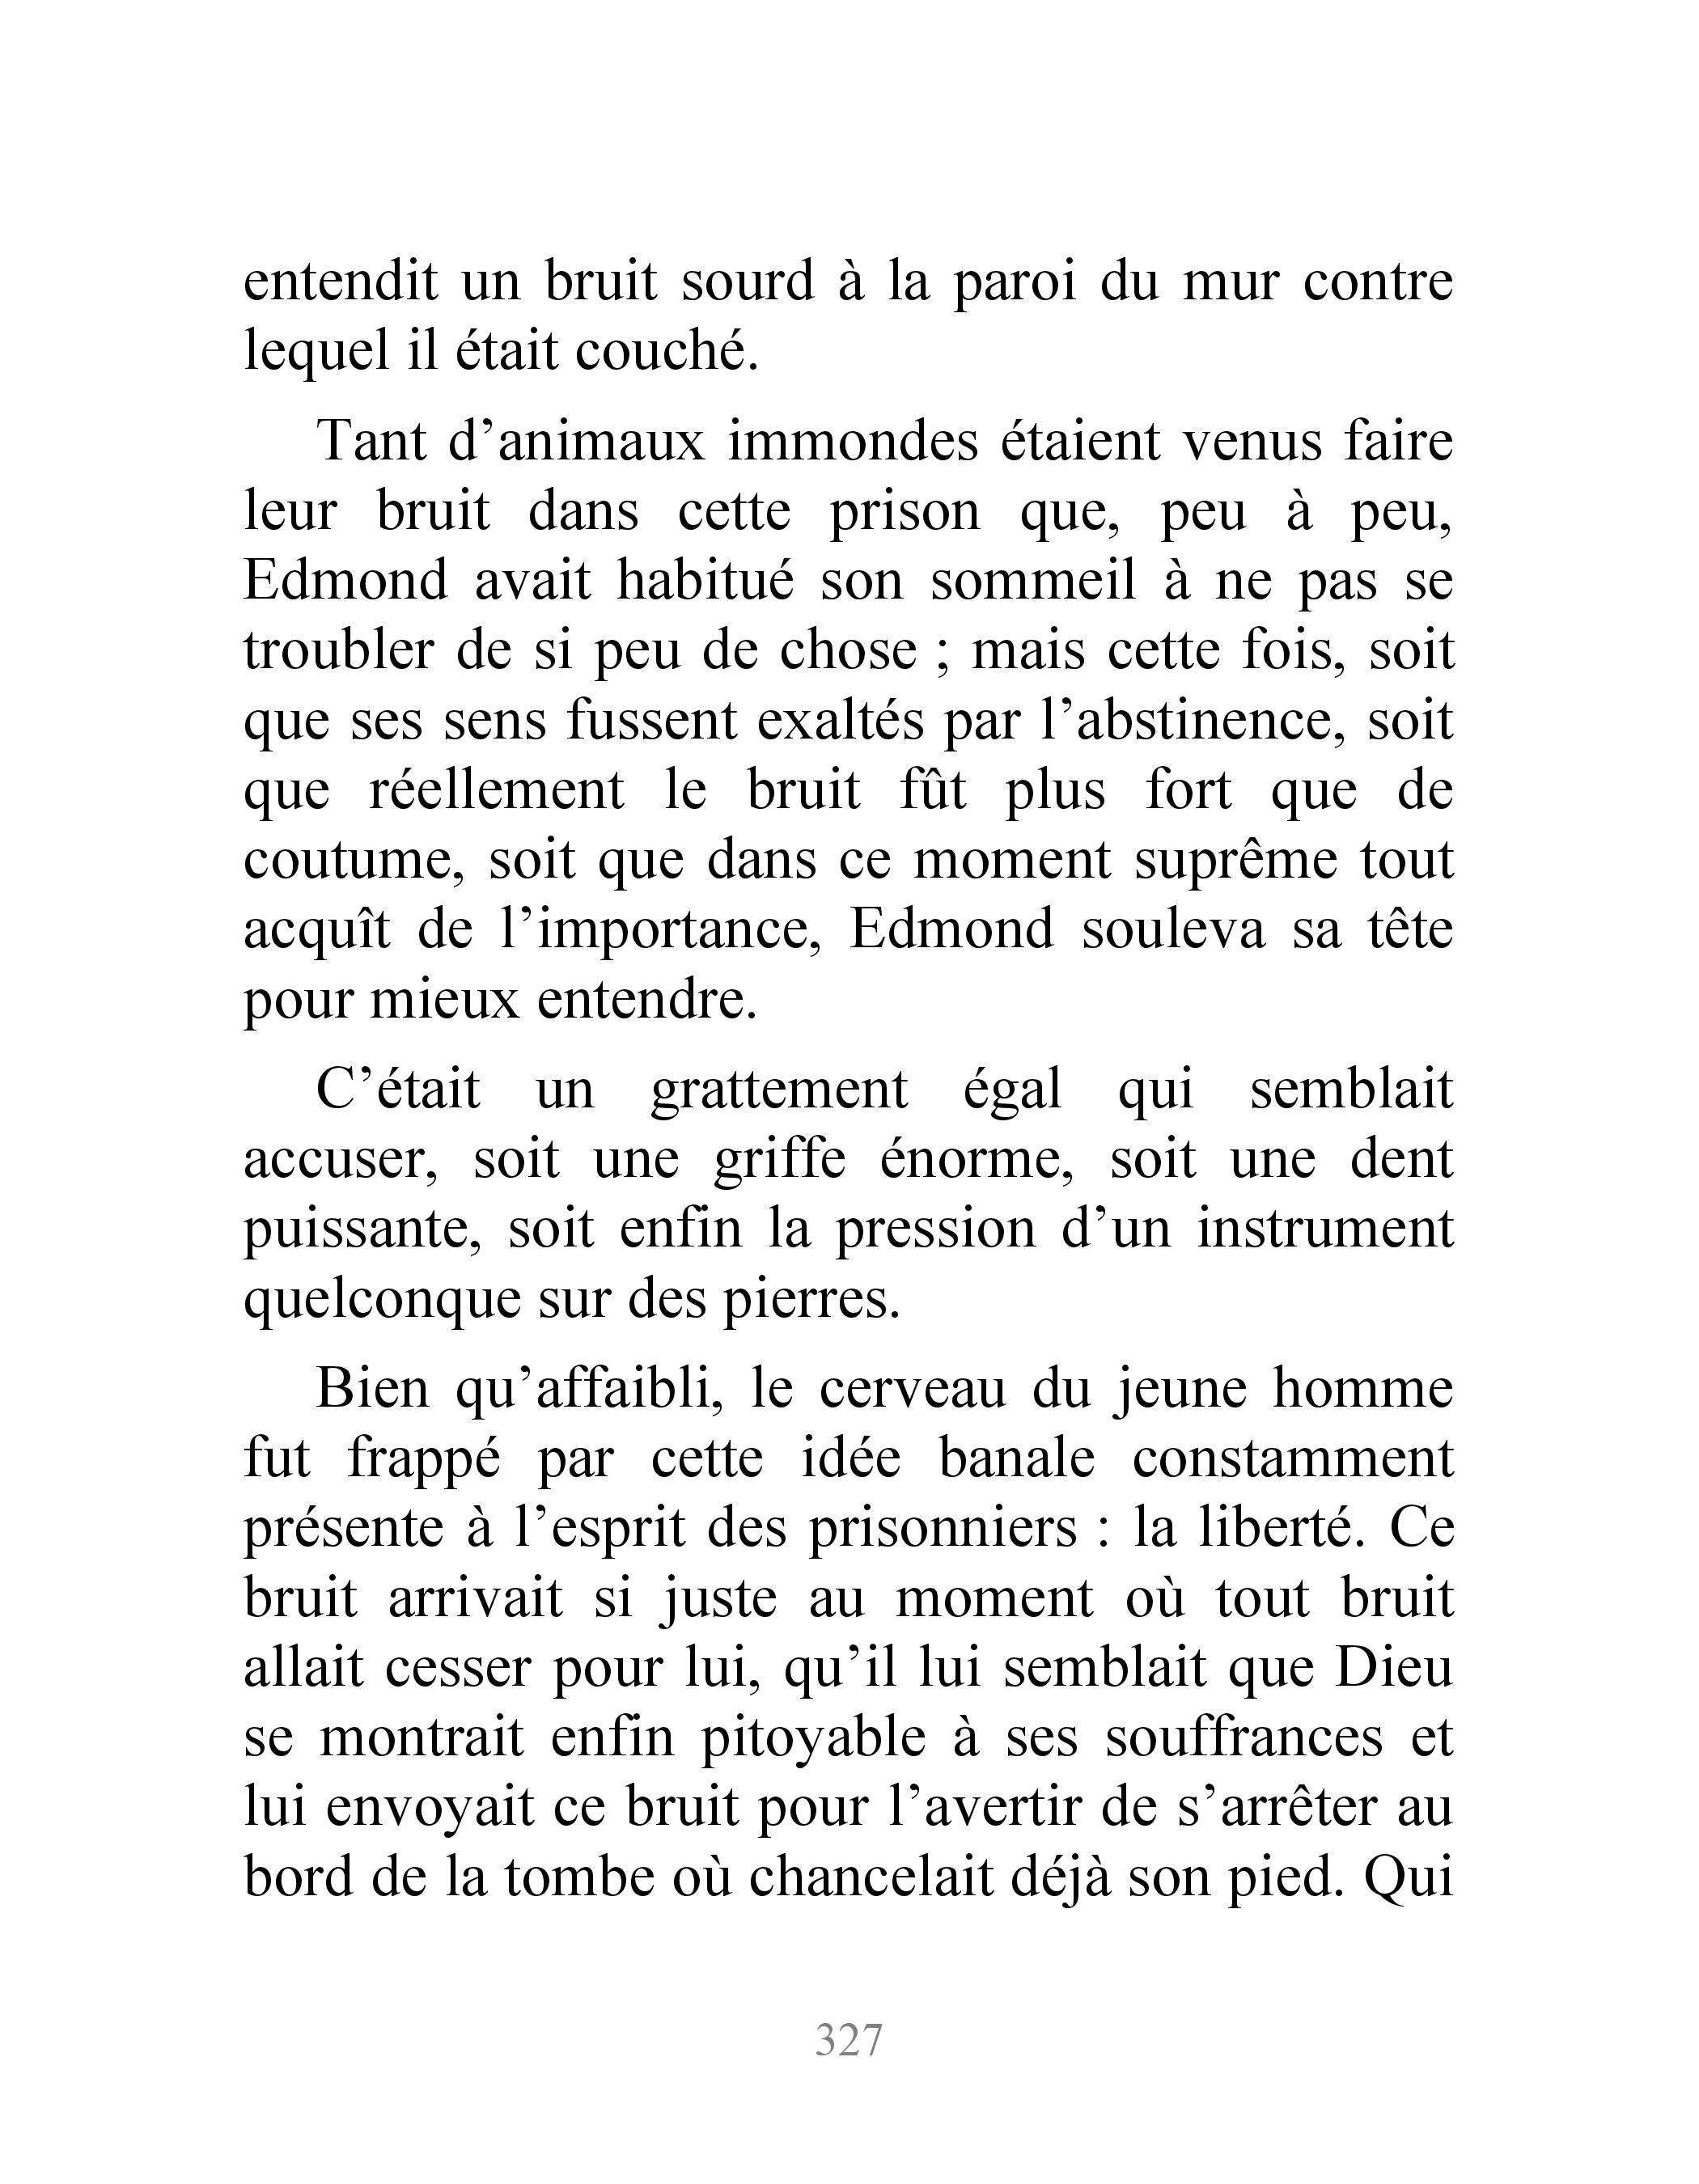 entendit un bruit sourd à la paroi du mur contre
lequel il était couché.
Tant d’animaux immondes étaient venus faire
leur bruit dans cette prison que, peu à peu,
Edmond avait habitué son sommeil à ne pas se
troubler de si peu de chose ; mais cette fois, soit
que ses sens fussent exaltés par l’abstinence, soit
que réellement le bruit fût plus fort que de
coutume, soit que dans ce moment suprême tout
acquît de l’importance, Edmond souleva sa tête
pour mieux entendre.
C’était un grattement égal qui semblait
accuser, soit une griffe énorme, soit une dent
puissante, soit enfin la pression d’un instrument
quelconque sur des pierres.
Bien qu’affaibli, le cerveau du jeune homme
fut frappé par cette idée banale constamment
présente à l’esprit des prisonniers : la liberté. Ce
bruit arrivait si juste au moment où tout bruit
allait cesser pour lui, qu’il lui semblait que Dieu
se montrait enfin pitoyable à ses souffrances et
lui envoyait ce bruit pour l’avertir de s’arrêter au
bord de la tombe où chancelait déjà son pied. Qui
327